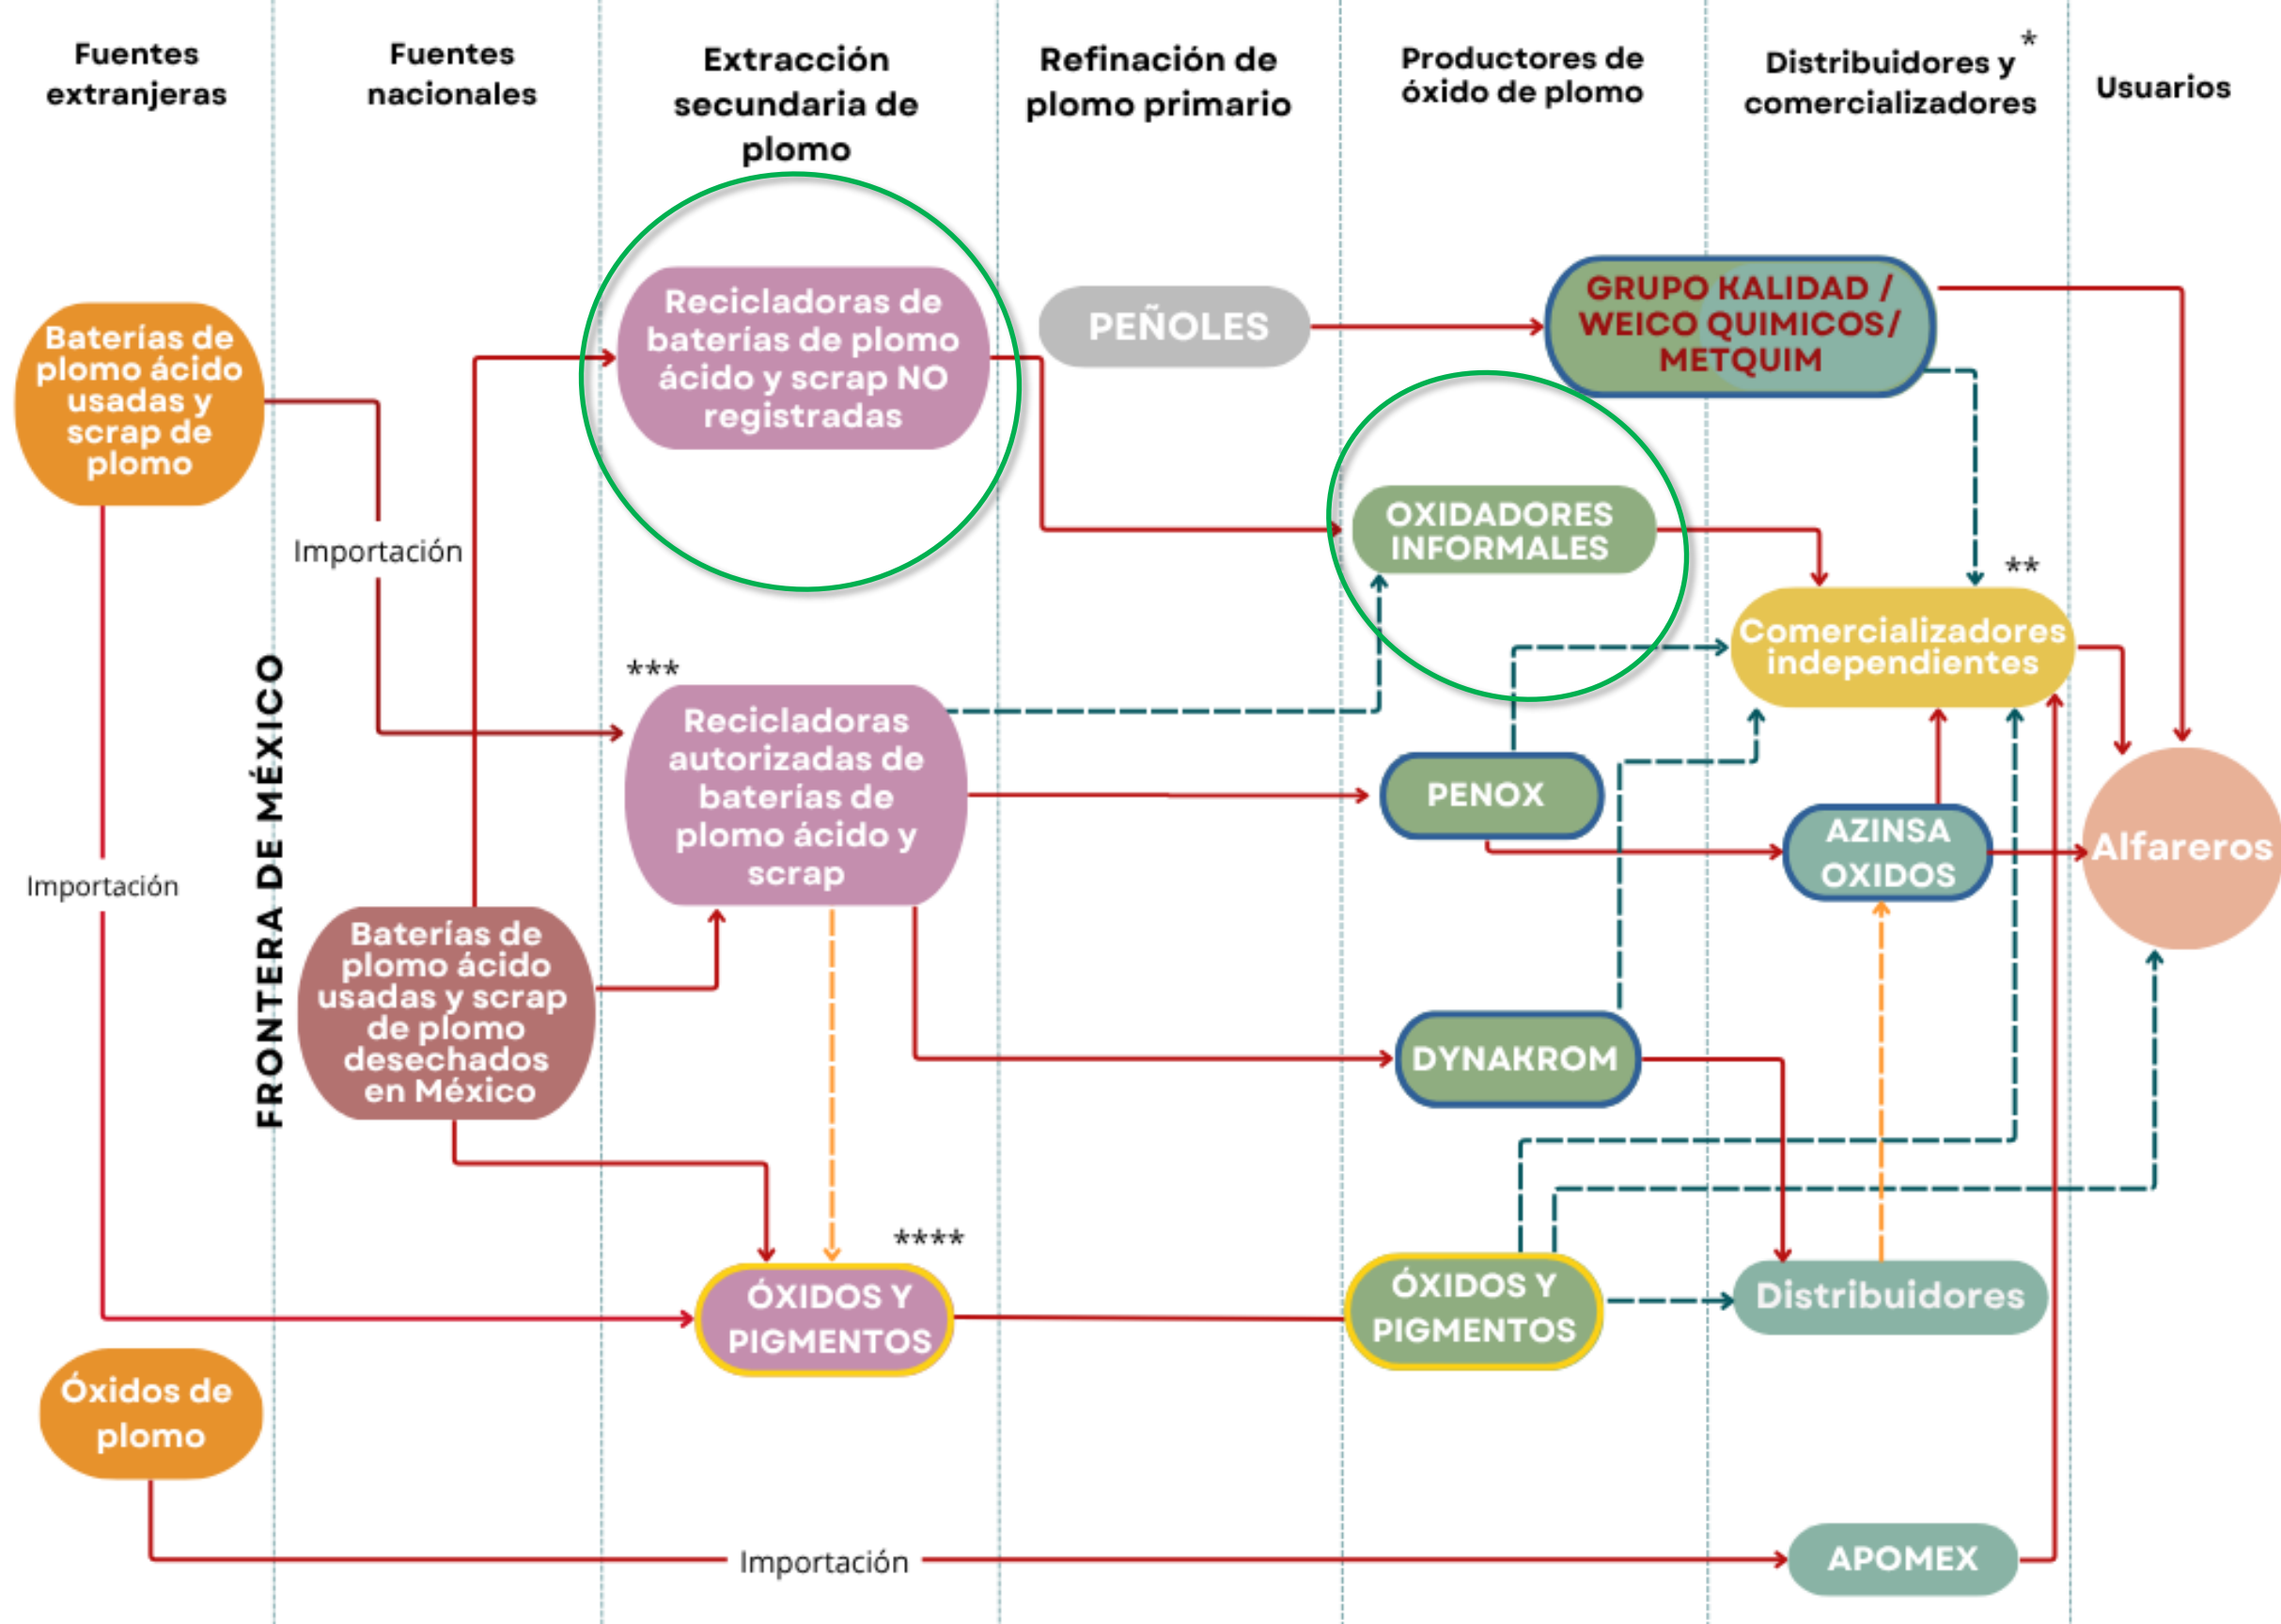 Fuentes
extranjeras
Fuentes
nacionales
Extracción
secundaria de
plomo
Refinación de
plomo primario
Productores de
óxido de plomo
Distribuidores y *
comercializadores
Usuarios
Baterías de
plomo ácido
usadas y
scrap de
plomo
Importación
Importación
FRONTERA DE MÉXICO
Recicladoras de
baterías de plomo
ácido y scrap NO
registradas
PEÑOLES
GRUPO KALIDAD /
WEICO QUIMICOS/
METQUIM
OXIDADORES
INFORMALES
**
Comercializadores
independientes
***
Recicladoras
autorizadas de
baterías de
plomo ácido y
scrap
PENOX
AZINSA
OXIDOS
Alfareros
Baterías de
plomo ácido
usadas y scrap
de plomo
desechados
en México
DYNAKROM
****
ÓXIDOS Y
PIGMENTOS
ÓXIDOS Y
PIGMENTOS
Distribuidores
Óxidos de
plomo
Importación
APOMEX